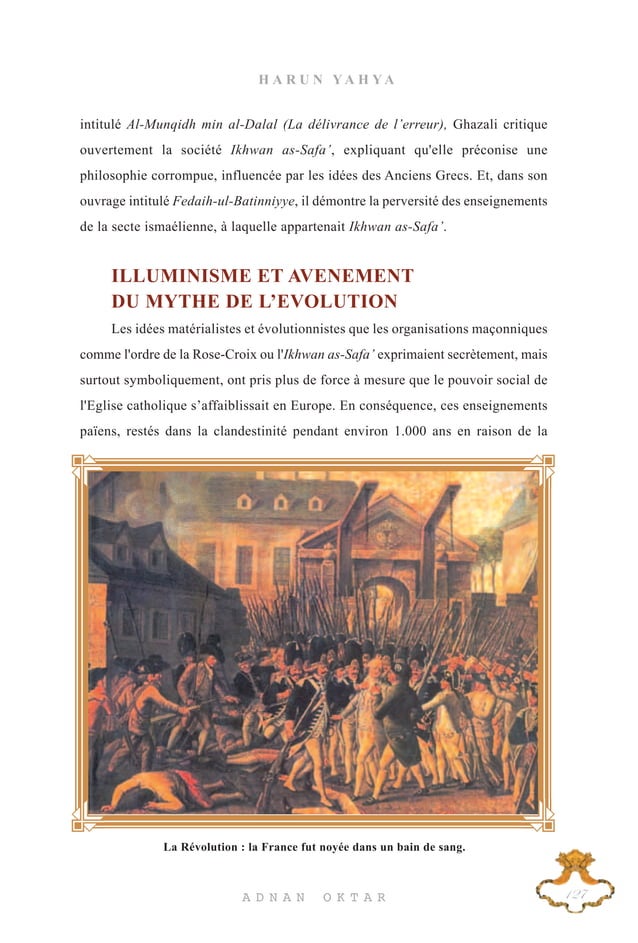 HARUN YAHYA
intitulé Al-Munqidh min al-Dalal (La délivrance de l’erreur), Ghazali critique
ouvertement la société Ikhwan as-Safa’, expliquant qu'elle préconise une
philosophie corrompue, influencée par les idées des Anciens Grecs. Et, dans son
ouvrage intitulé Fedaih-ul-Batinniyye, il démontre la perversité des enseignements
de la secte ismaélienne, à laquelle appartenait Ikhwan as-Safa’.
ILLUMINISME ET AVENEMENT
DU MYTHE DE L’EVOLUTION
Les idées matérialistes et évolutionnistes que les organisations maçonniques
comme l'ordre de la Rose-Croix ou l'Ikhwan as-Safa’ exprimaient secrètement, mais
surtout symboliquement, ont pris plus de force à mesure que le pouvoir social de
l'Eglise catholique s’affaiblissait en Europe. En conséquence, ces enseignements
païens, restés dans la clandestinité pendant environ 1.000 ans en raison de la
La Révolution : la France fut noyée dans un bain de sang.
ADNAN OKTAR
127